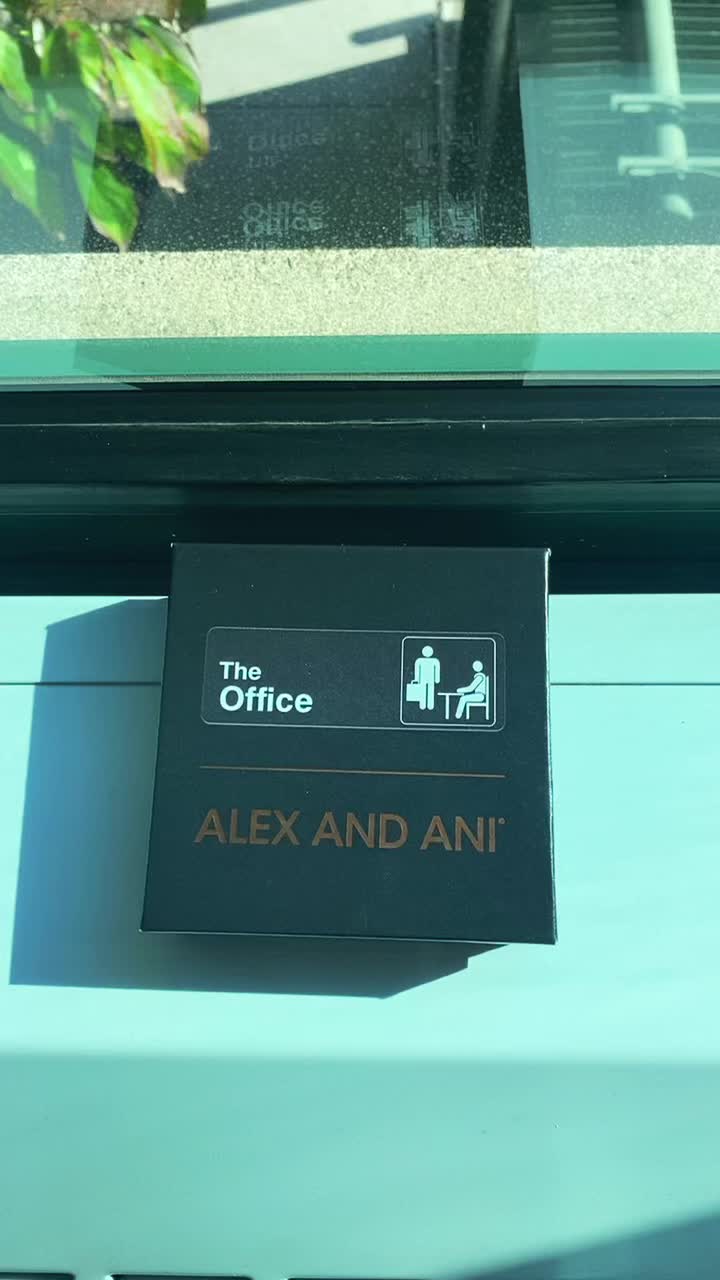 The
Office
ALEX AND ANI